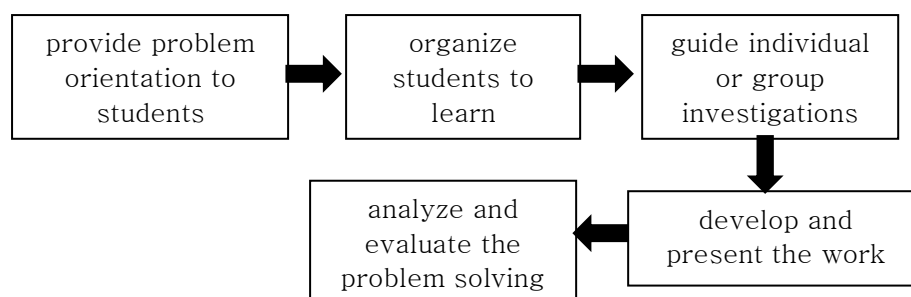 provide problem
orientation to
students
organize
students to
learn
guide individual
or group
investigations
develop and
present the work
analyze and
evaluate the
problem solving